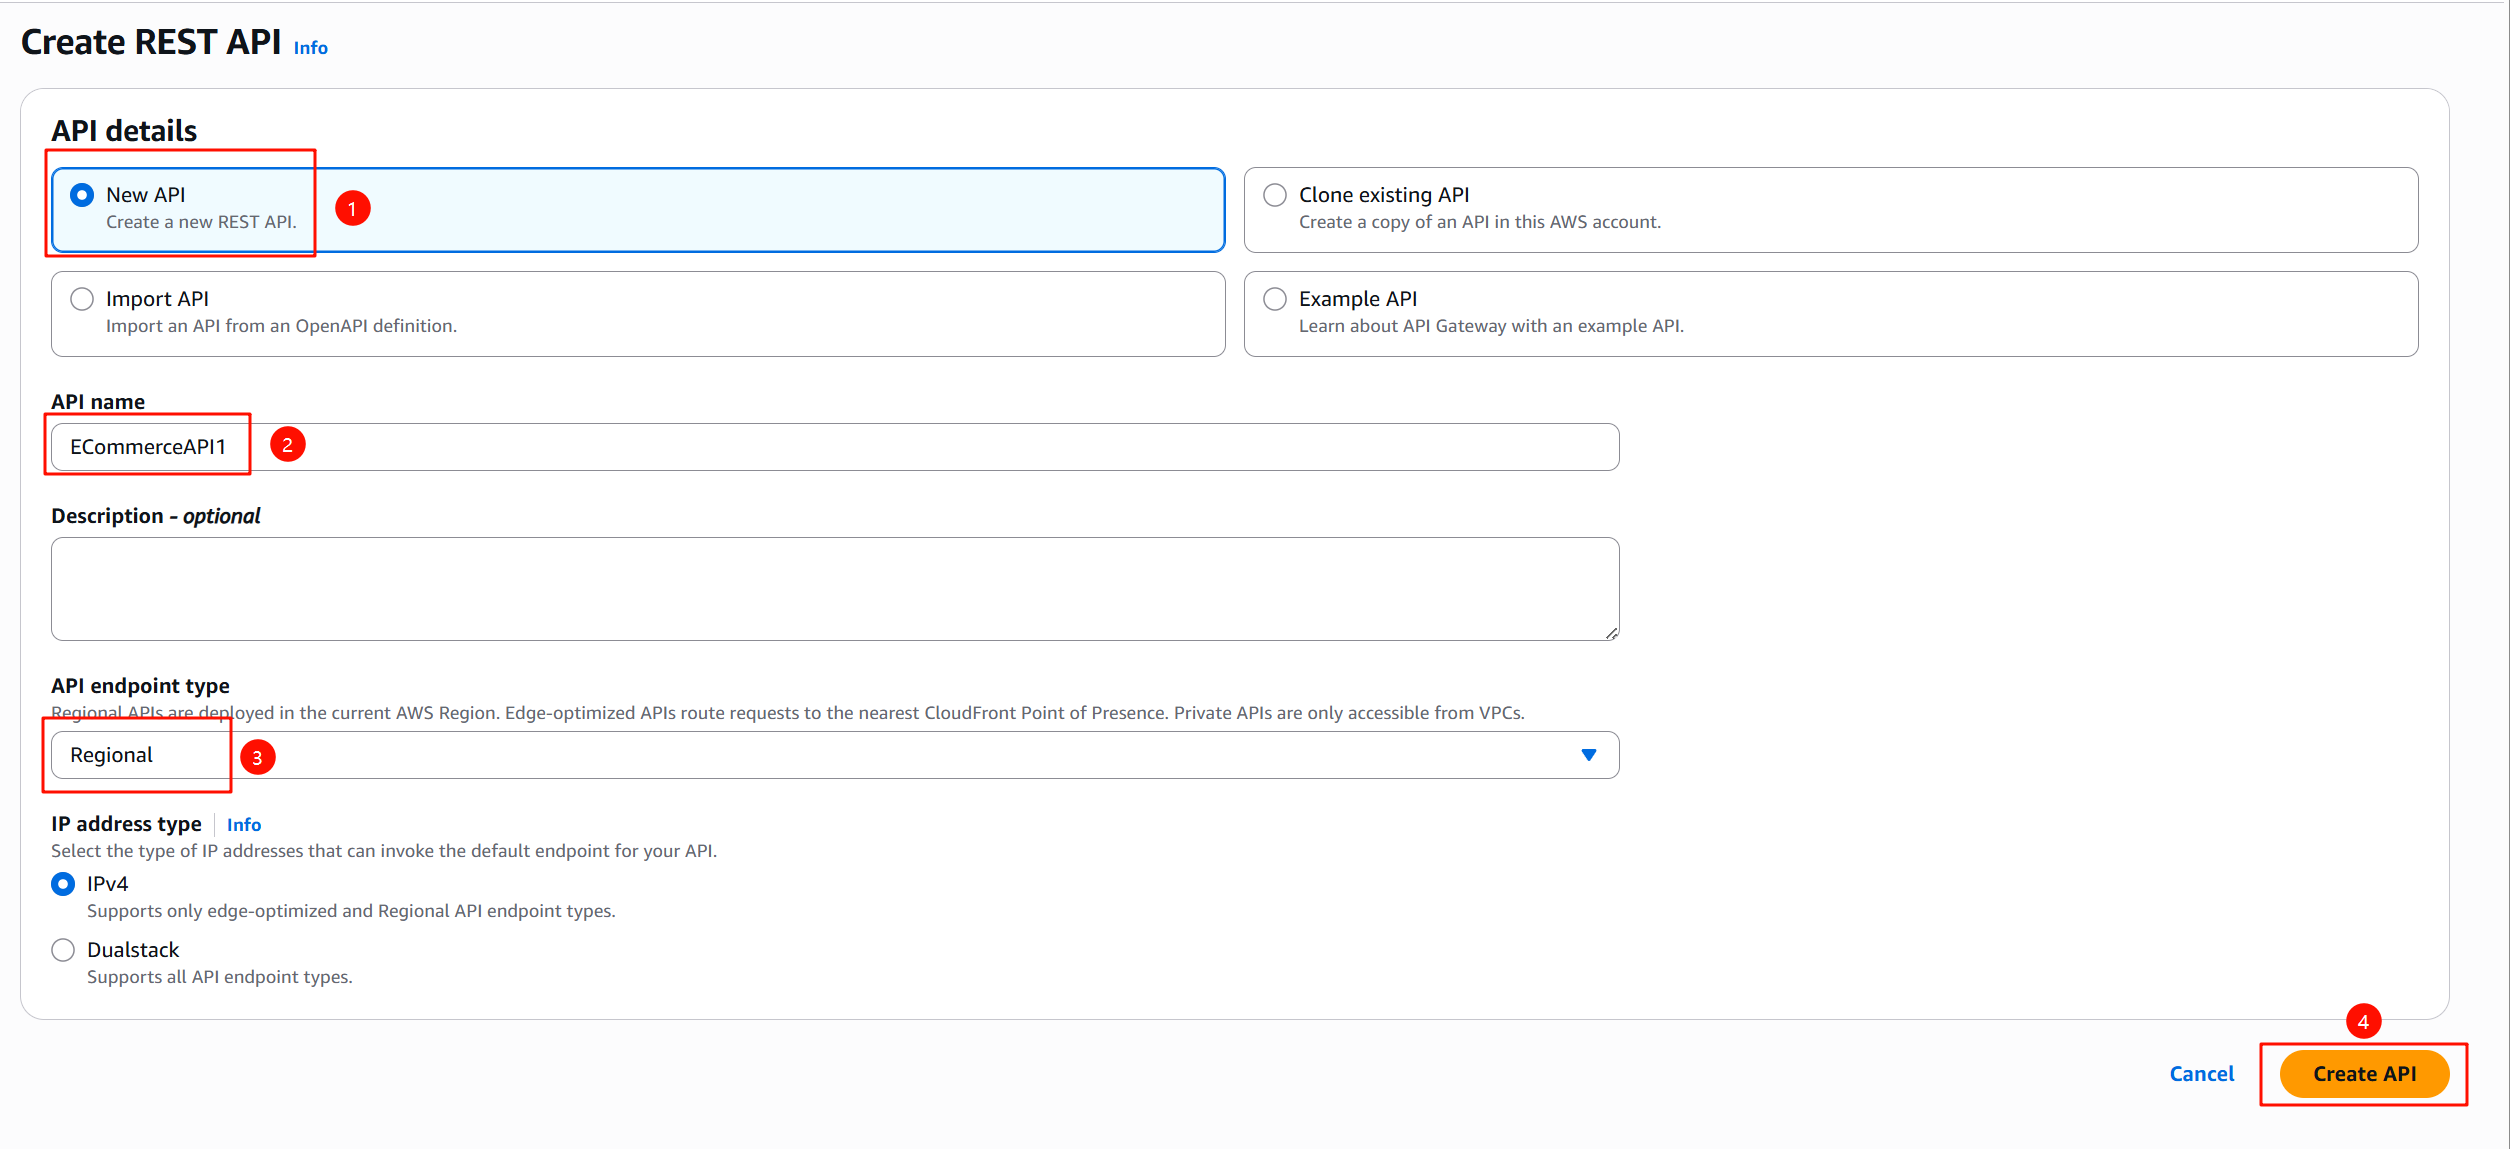 Create REST API Info
API details
New API
Create a new REST API.
1
Clone existing API
Create a copy of an API in this AWS account.
Import API
Import an API from an OpenAPI definition.
Example API
Learn about API Gateway with an example API.
API name
ECommerceAPI1
2
Description - optional
API endpoint type
Regional APIs are deployed in the current AWS Region. Edge-optimized APIs route requests to the nearest CloudFront Point of Presence. Private APIs are only accessible from VPCs.
Regional
3
IP address type Info
Select the type of IP addresses that can invoke the default endpoint for your API.
IPv4
Supports only edge-optimized and Regional API endpoint types.
Dualstack
Supports all API endpoint types.
4
Cancel
Create API